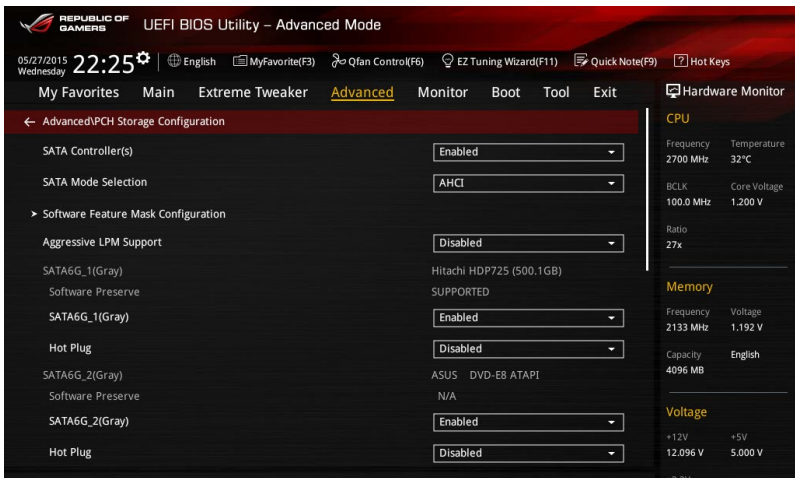 REPUBLIC OF
GAMERS
UEFI BIOS Utility – Advanced Mode
05/27/2015
Wednesday
22:25
English
MyFavorite(F3)
Qfan Control(F6)
EZ Tuning Wizard(F11)
Quick Note(F9)
? Hot Keys
My Favorites Main Extreme Tweaker Advanced Monitor Boot Tool Exit
← Advanced\PCH Storage Configuration
SATA Controller(s) Enabled
SATA Mode Selection AHCI
> Software Feature Mask Configuration
Aggressive LPM Support Disabled
SATA6G_1(Gray) Hitachi HDP725 (500.1GB)
Software Preserve SUPPORTED
SATA6G_1(Gray) Enabled
Hot Plug Disabled
SATA6G_2(Gray) ASUS DVD-E8 ATAPI
Software Preserve N/A
SATA6G_2(Gray) Enabled
Hot Plug Disabled
Hardware Monitor
CPU
Frequency Temperature
2700 MHz 32°C
BCLK Core Voltage
100.0 MHz 1.200 V
Ratio
27x
Memory
Frequency Voltage
2133 MHz 1.192 V
Capacity English
4096 MB
Voltage
+12V +5V
12.096 V 5.000 V